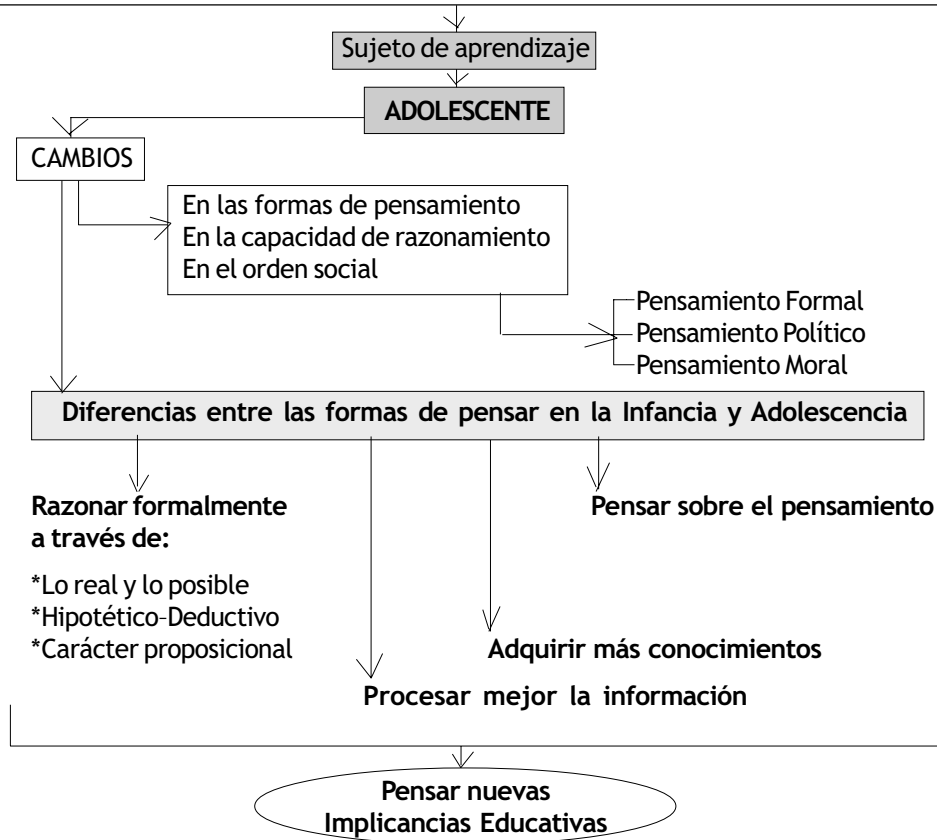 Sujeto de aprendizaje
ADOLESCENTE
CAMBIOS
En las formas de pensamiento
En la capacidad de razonamiento
En el orden social
Pensamiento Formal
Pensamiento Político
Pensamiento Moral
Diferencias entre las formas de pensar en la Infancia y Adolescencia
Razonar formalmente
a través de:
*Lo real y lo posible
*Hipotético-Deductivo
*Carácter proposicional
Pensar sobre el pensamiento
Adquirir más conocimientos
Procesar mejor la información
Pensar nuevas
Implicancias Educativas